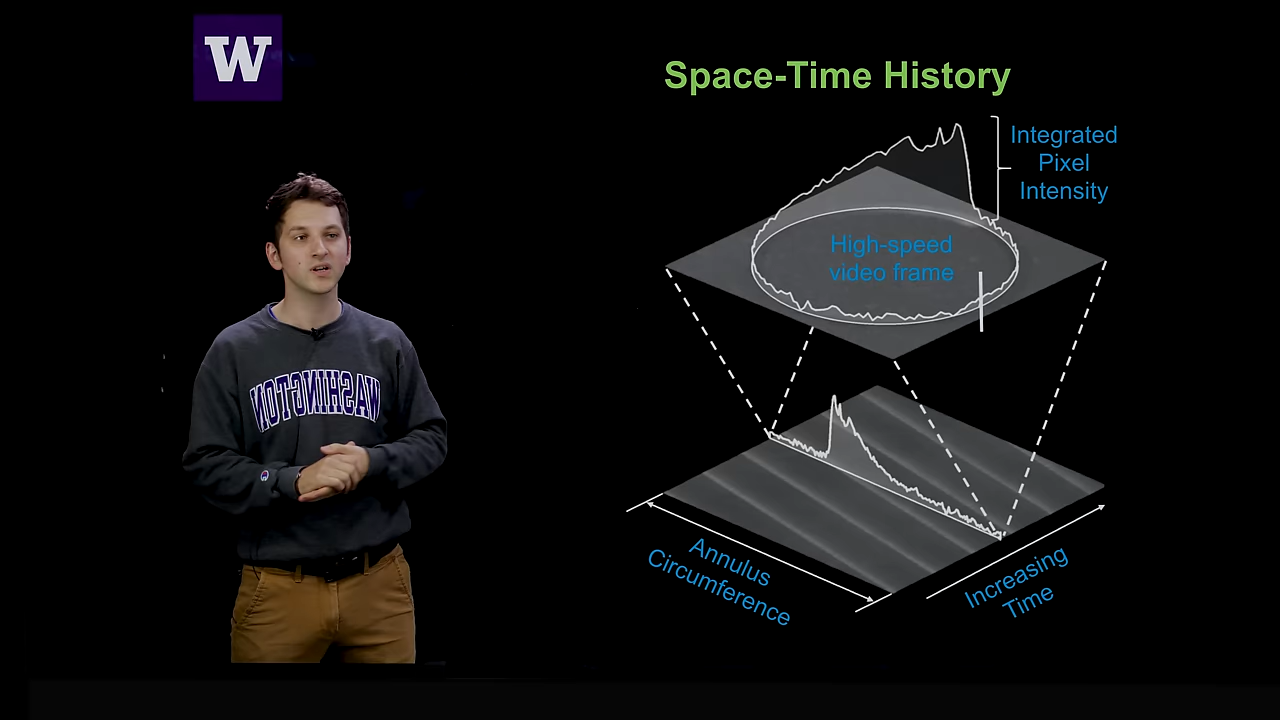 W
Space-Time History
Integrated
Pixel
Intensity
High-speed
video frame
WASHINGTON
Annulus
Circumference
Increasing
Time